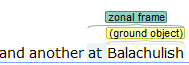 zonal frame
(ground object)
and another at Balachulish